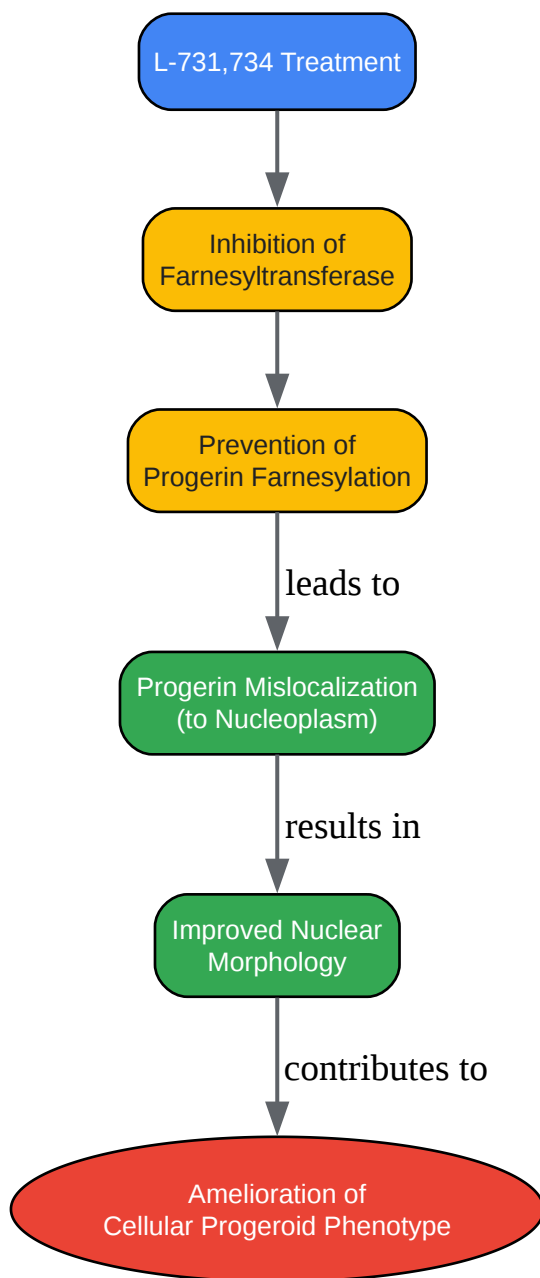 L-731,734 Treatment
Inhibition of
Farnesyltransferase
Prevention of
Progerin Farnesylation
leads to
Progerin Mislocalization
(to Nucleoplasm)
results in
Improved Nuclear
Morphology
contributes to
Amelioration of
Cellular Progeroid Phenotype